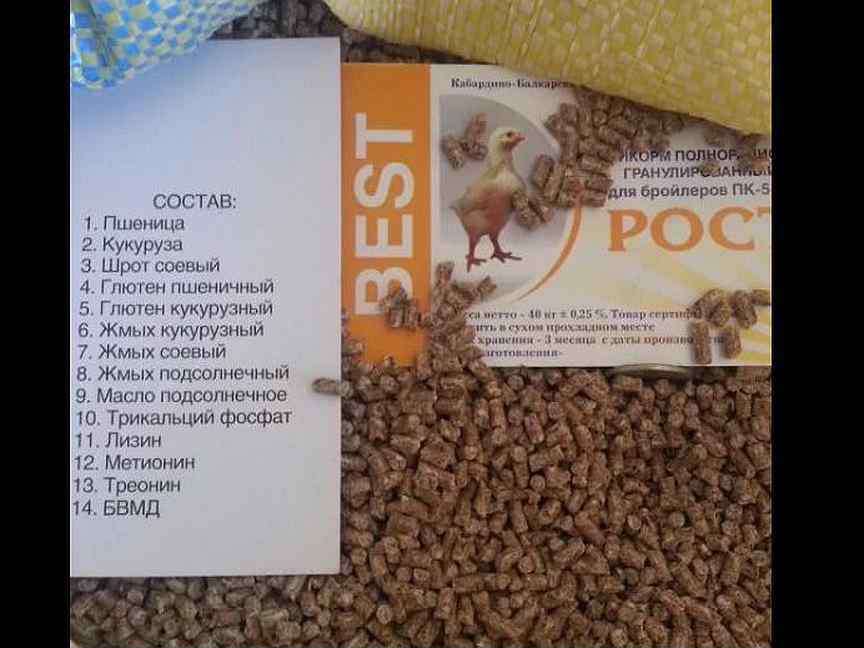 СОСТАВ:
1. Пшеница
2. Кукуруза
3. Шрот соевый
4. Глютен пшеничный
5. Глютен кукурузный
6. Жмых кукурузный
7. Жмых соевый
8. Жмых подсолнечный
9. Масло подсолнечное
10. Трикальций фосфат
11. Лизин
12. Метионин
13. Треонин
14. БВМД
BEST
Кабардино-Балкарск
ГРАНУЛИРОВАННЫЙ
для бройлеров ПК-5
РОСТ
нетто - 40 кг ± 0,25 %. Товар
в сухом прохладном месте
хранения - 3 месяца с даты